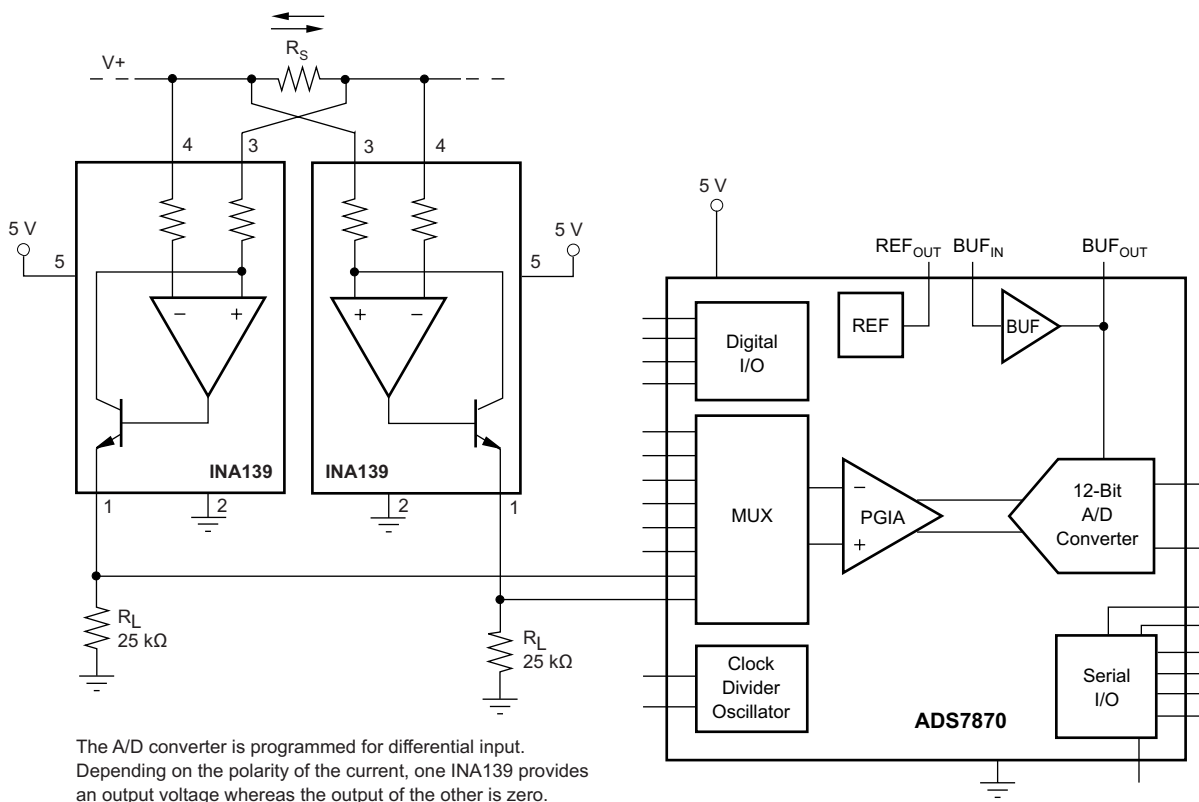 R_S
V+
4 3 3 4
5 V 5 5 5 V
− + + −
INA139 INA139
1 2 2 1
R_L
25 kΩ
R_L
25 kΩ
5 V
REF_OUT BUF_IN BUF_OUT
Digital
I/O
REF
BUF
MUX
−
PGIA
+
12-Bit
A/D
Converter
Clock
Divider
Oscillator
Serial
I/O
ADS7870
The A/D converter is programmed for differential input.
Depending on the polarity of the current, one INA139 provides
an output voltage whereas the output of the other is zero.